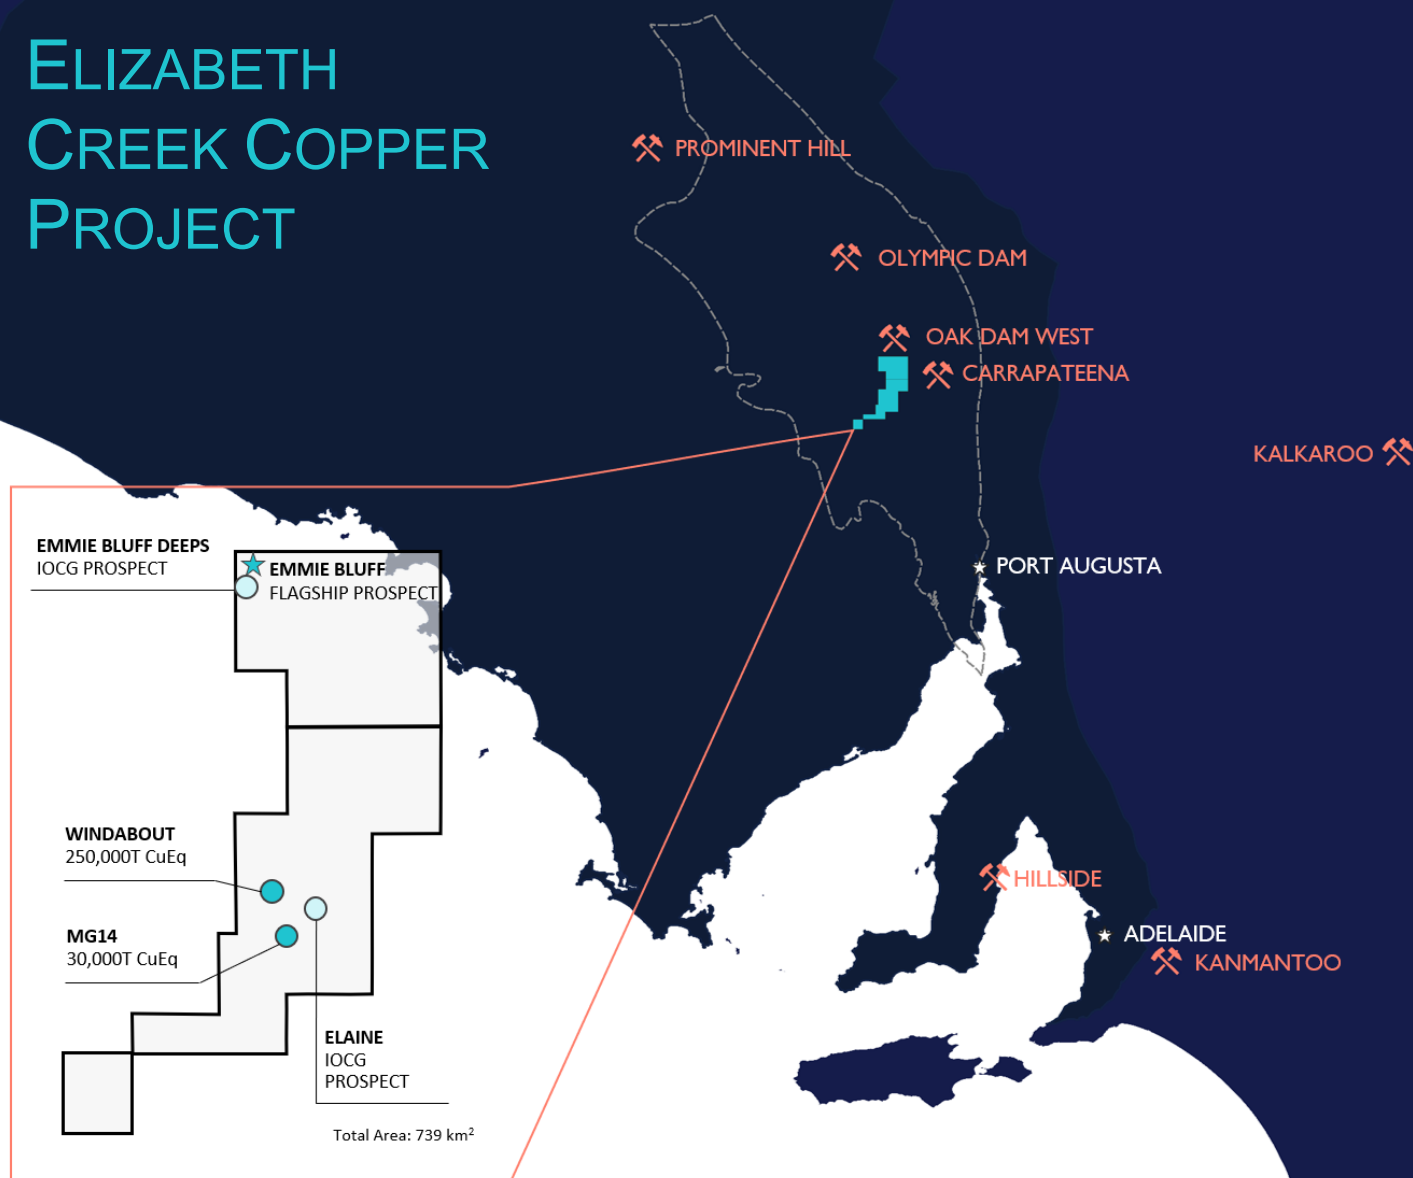 ELIZABETH
CREEK COPPER
PROJECT
PROMINENT HILL
OLYMPIC DAM
OAK DAM WEST
CARRAPATEENA
KALKAROO
PORT AUGUSTA
HILLSIDE
ADELAIDE
KANMANTOO
EMMIE BLUFF DEEPS
IOCG PROSPECT
EMMIE BLUFF
FLAGSHIP PROSPECT
WINDABOUT
250,000T CuEq
MG14
30,000T CuEq
ELAINE
IOCG
PROSPECT
Total Area: 739 km²